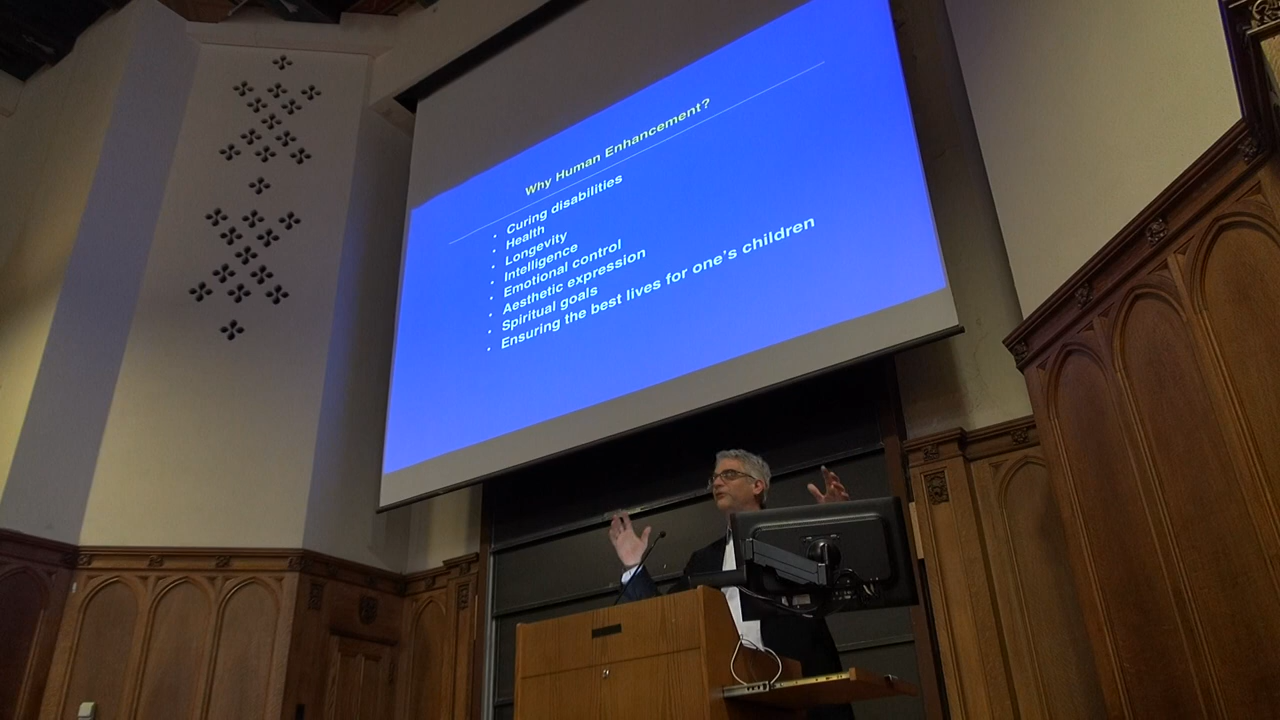 Why Human Enhancement?
• Curing disabilities
• Health
• Longevity
• Intelligence
• Emotional control
• Aesthetic expression
• Spiritual goals
• Ensuring the best lives for one's children